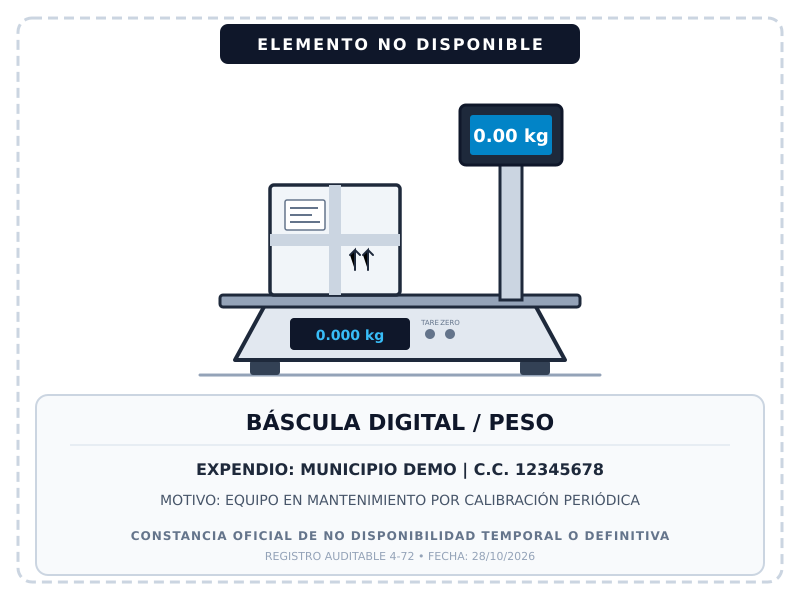 ELEMENTO NO DISPONIBLE
0.00 kg
0.000 kg
TARE ZERO
BÁSCULA DIGITAL / PESO
EXPENDIO: MUNICIPIO DEMO | C.C. 12345678
MOTIVO: EQUIPO EN MANTENIMIENTO POR CALIBRACIÓN PERIÓDICA
CONSTANCIA OFICIAL DE NO DISPONIBILIDAD TEMPORAL O DEFINITIVA
REGISTRO AUDITABLE 4-72 • FECHA: 28/10/2026